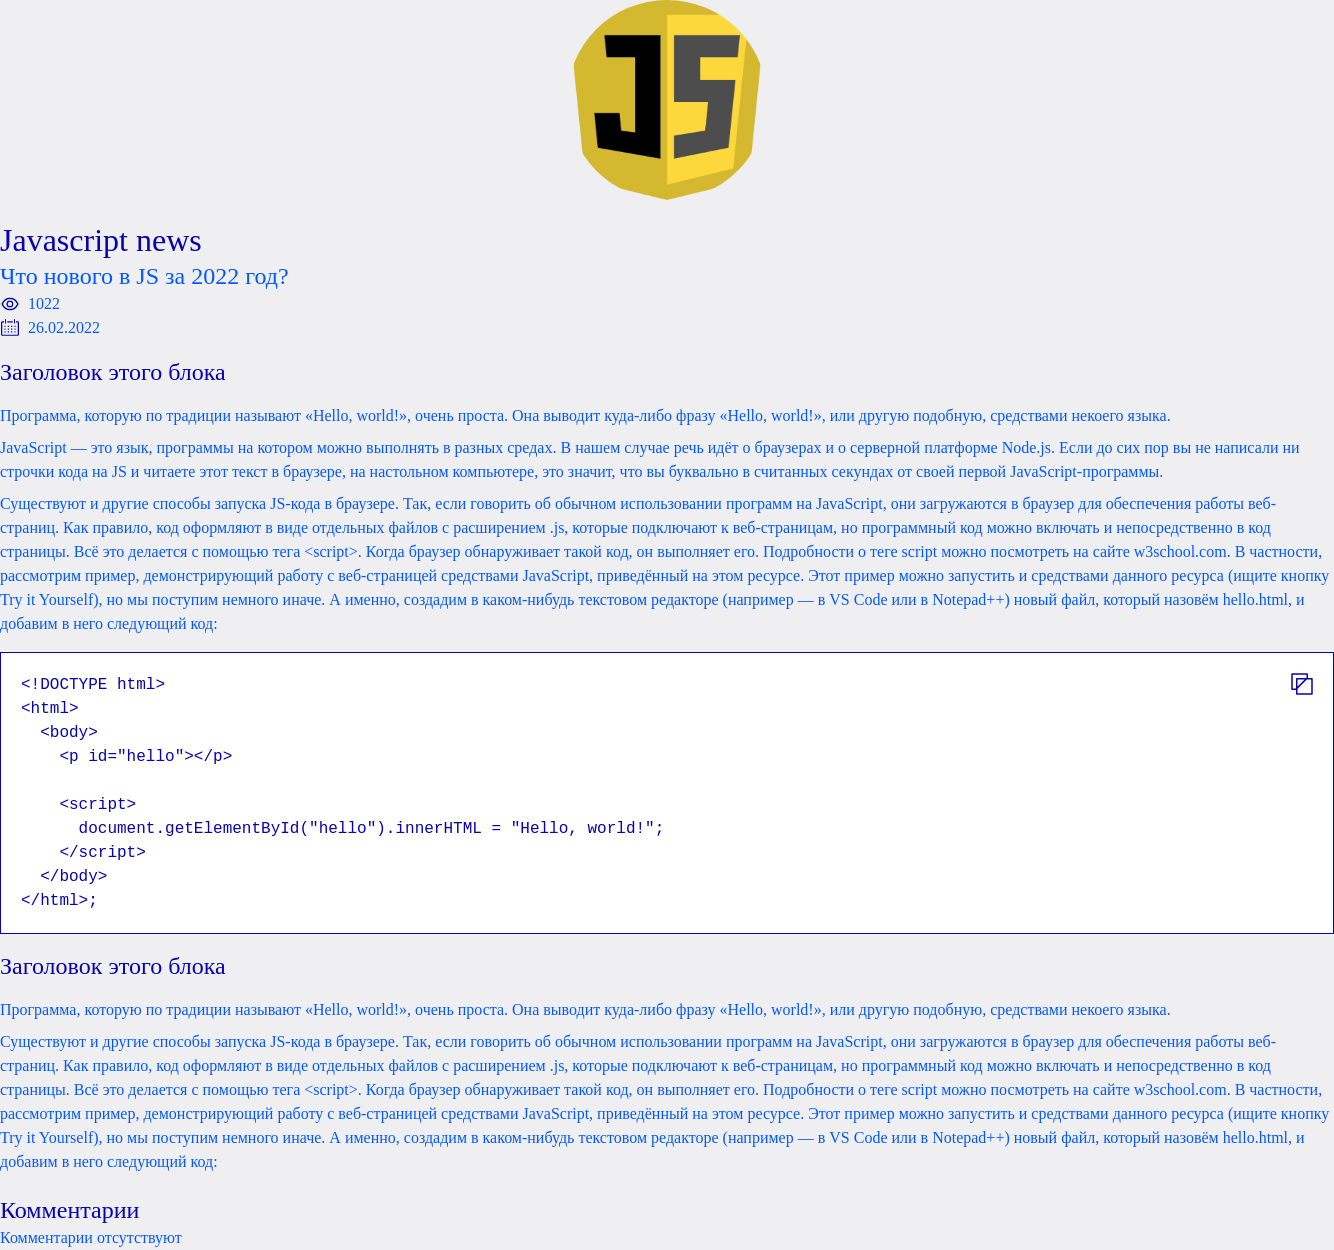 JS
Javascript news
Что нового в JS за 2022 год?
1022
26.02.2022
Заголовок этого блока
Программа, которую по традиции называют «Hello, world!», очень проста. Она выводит куда-либо фразу «Hello, world!», или другую подобную, средствами некоего языка.
JavaScript — это язык, программы на котором можно выполнять в разных средах. В нашем случае речь идёт о браузерах и о серверной платформе Node.js. Если до сих пор вы не написали ни
строчки кода на JS и читаете этот текст в браузере, на настольном компьютере, это значит, что вы буквально в считанных секундах от своей первой JavaScript-программы.
Существуют и другие способы запуска JS-кода в браузере. Так, если говорить об обычном использовании программ на JavaScript, они загружаются в браузер для обеспечения работы веб-
страниц. Как правило, код оформляют в виде отдельных файлов с расширением .js, которые подключают к веб-страницам, но программный код можно включать и непосредственно в код
страницы. Всё это делается с помощью тега <script>. Когда браузер обнаруживает такой код, он выполняет его. Подробности о теге script можно посмотреть на сайте w3school.com. В частности,
рассмотрим пример, демонстрирующий работу с веб-страницей средствами JavaScript, приведённый на этом ресурсе. Этот пример можно запустить и средствами данного ресурса (ищите кнопку
Try it Yourself), но мы поступим немного иначе. А именно, создадим в каком-нибудь текстовом редакторе (например — в VS Code или в Notepad++) новый файл, который назовём hello.html, и
добавим в него следующий код:
<!DOCTYPE html>
<html>
  <body>
    <p id="hello"></p>

    <script>
      document.getElementById("hello").innerHTML = "Hello, world!";
    </script>
  </body>
</html>;
Заголовок этого блока
Программа, которую по традиции называют «Hello, world!», очень проста. Она выводит куда-либо фразу «Hello, world!», или другую подобную, средствами некоего языка.
Существуют и другие способы запуска JS-кода в браузере. Так, если говорить об обычном использовании программ на JavaScript, они загружаются в браузер для обеспечения работы веб-
страниц. Как правило, код оформляют в виде отдельных файлов с расширением .js, которые подключают к веб-страницам, но программный код можно включать и непосредственно в код
страницы. Всё это делается с помощью тега <script>. Когда браузер обнаруживает такой код, он выполняет его. Подробности о теге script можно посмотреть на сайте w3school.com. В частности,
рассмотрим пример, демонстрирующий работу с веб-страницей средствами JavaScript, приведённый на этом ресурсе. Этот пример можно запустить и средствами данного ресурса (ищите кнопку
Try it Yourself), но мы поступим немного иначе. А именно, создадим в каком-нибудь текстовом редакторе (например — в VS Code или в Notepad++) новый файл, который назовём hello.html, и
добавим в него следующий код:
Комментарии
Комментарии отсутствуют